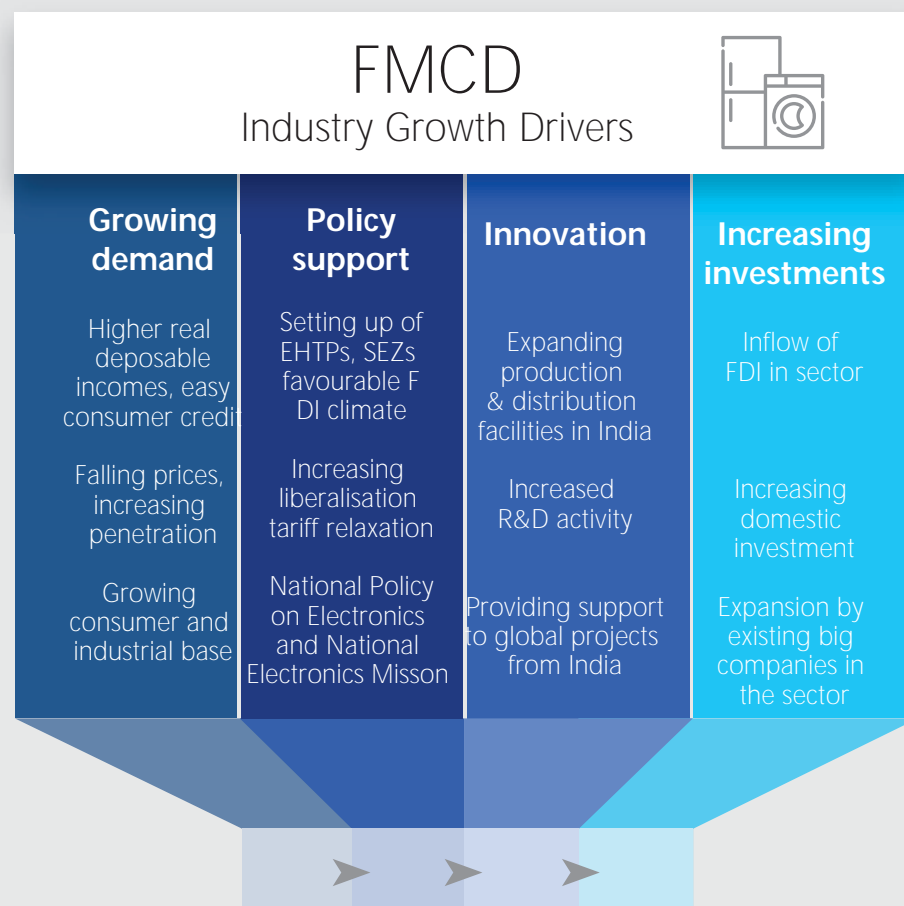 FMCD
Industry Growth Drivers
Growing
demand
Higher real
deposable
incomes, easy
consumer credit
Falling prices,
increasing
penetration
Growing
consumer and
industrial base
Policy
support
Setting up of
EHTPs, SEZs
favourable F
DI climate
Increasing
liberalisation
tariff relaxation
National Policy
on Electronics
and National
Electronics Misson
Innovation
Expanding
production
& distribution
facilities in India
Increased
R&D activity
Providing support
to global projects
from India
Increasing
investments
Inflow of
FDI in sector
Increasing
domestic
investment
Expansion by
existing big
companies in
the sector